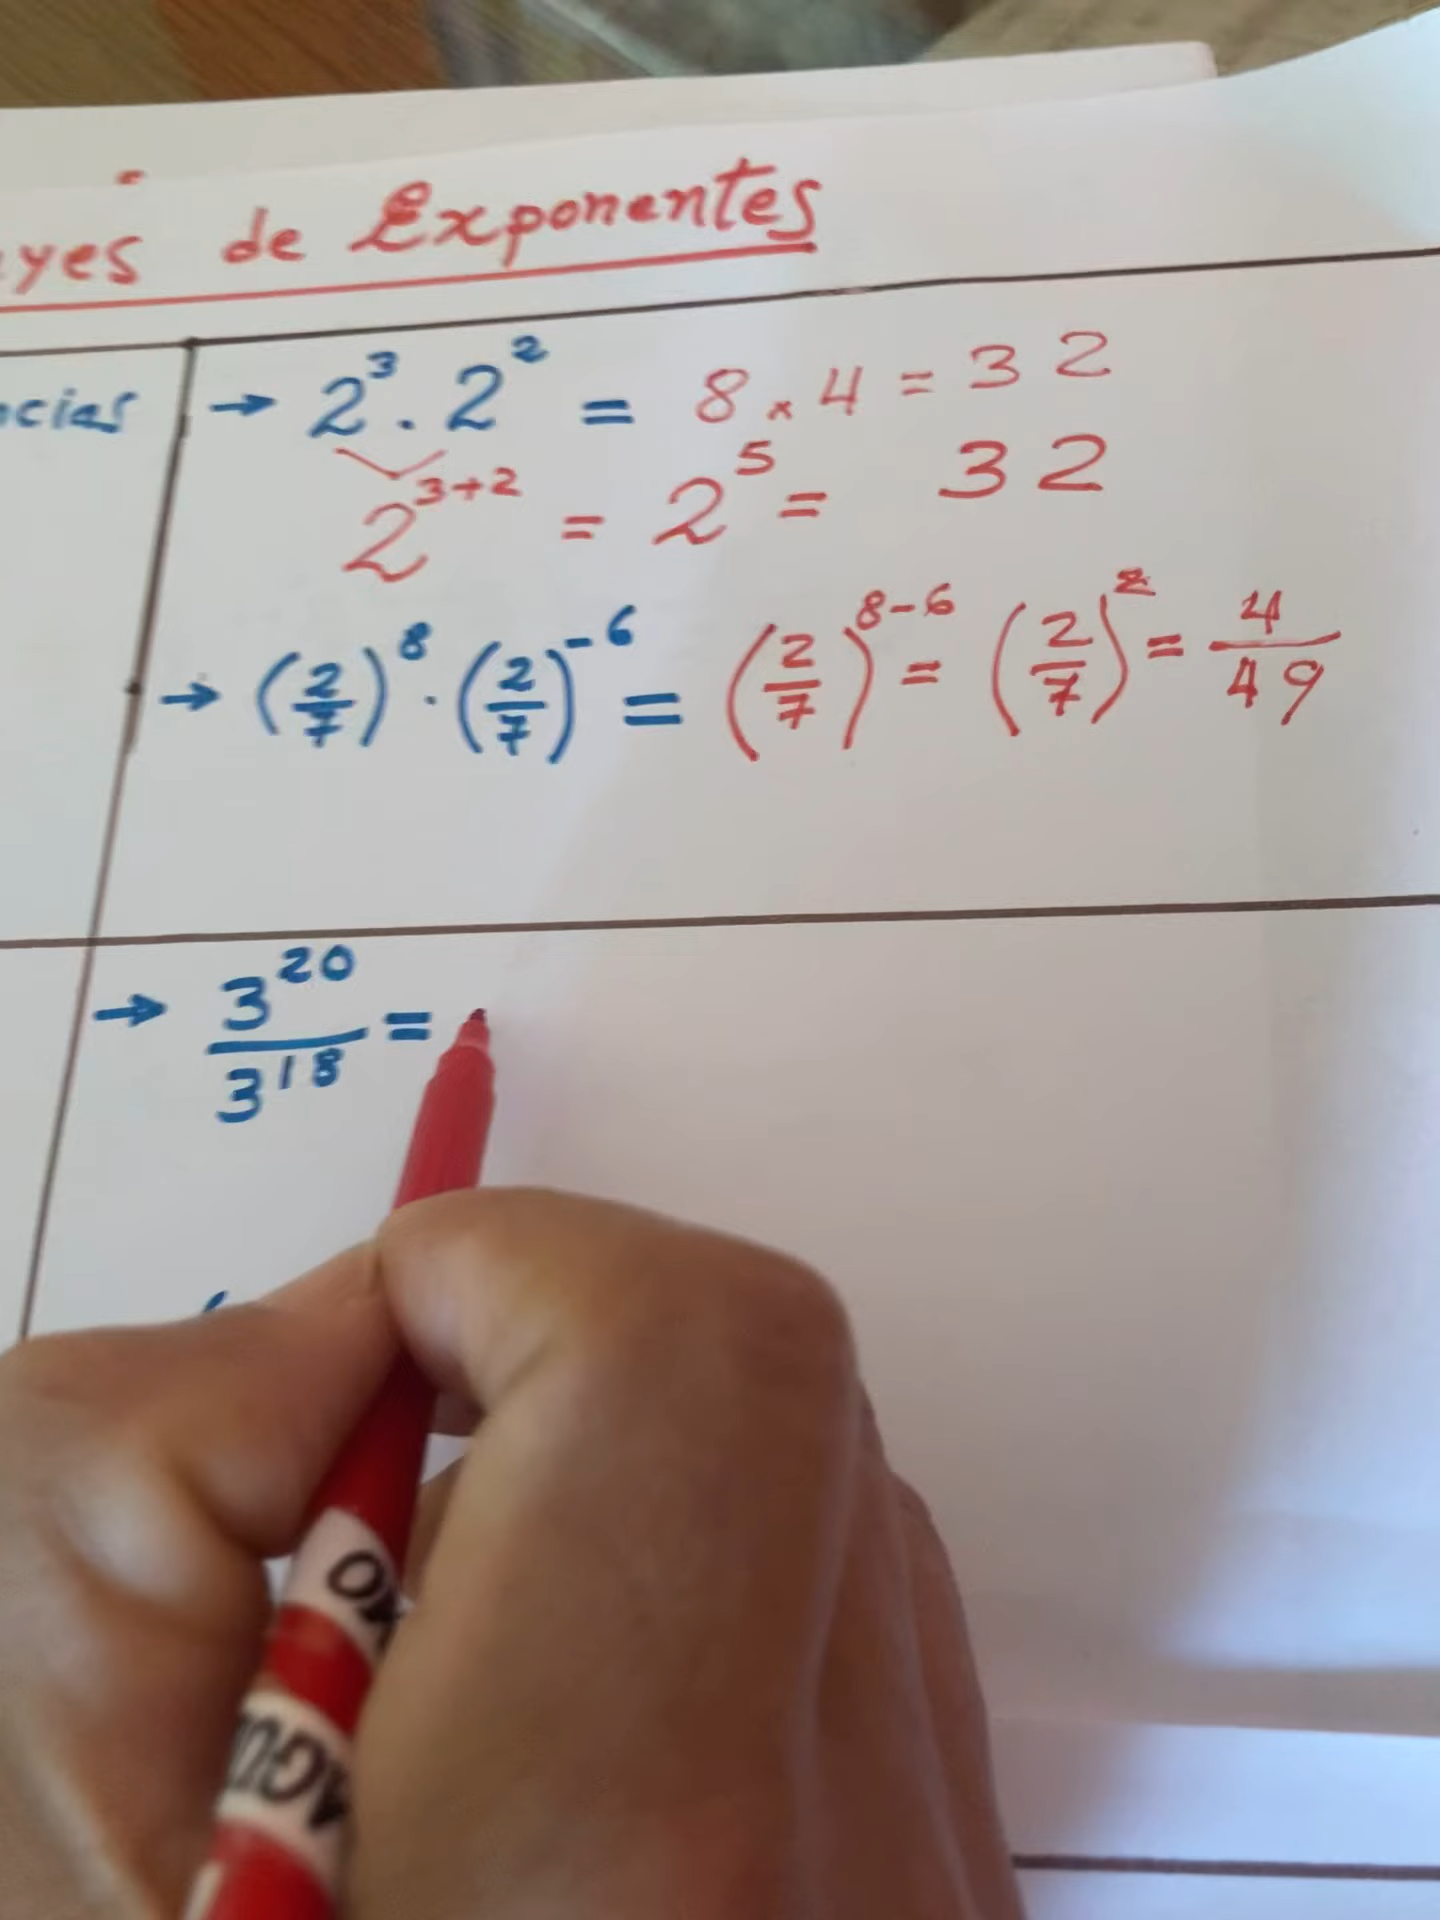 yes de Exponentes
ncias → 2³ . 2² = 8 x 4 = 32
2³⁺² = 2⁵ = 32
→ (2/7)⁸ . (2/7)⁻⁶ = (2/7)⁸⁻⁶ = (2/7)² = 4/49
→ 3²⁰/3¹⁸ =